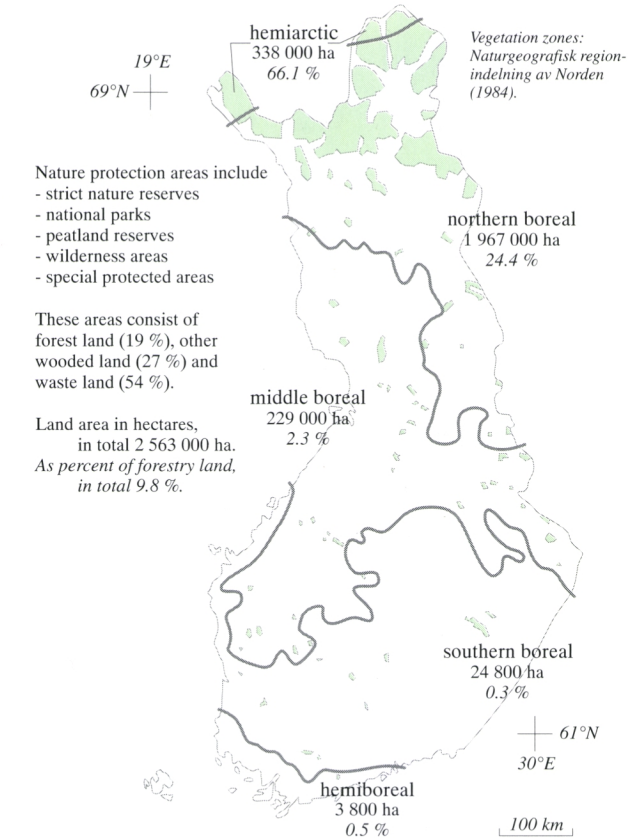 hemiarctic
338 000 ha
66.1 %
Vegetation zones:
Naturgeografisk region-
indelning av Norden
(1984).
19°E
69°N
Nature protection areas include
- strict nature reserves
- national parks
- peatland reserves
- wilderness areas
- special protected areas
northern boreal
1 967 000 ha
24.4 %
These areas consist of
forest land (19 %), other
wooded land (27 %) and
waste land (54 %).
middle boreal
229 000 ha
2.3 %
Land area in hectares,
in total 2 563 000 ha.
As percent of forestry land,
in total 9.8 %.
southern boreal
24 800 ha
0.3 %
61°N
30°E
hemiboreal
3 800 ha
0.5 %
100 km